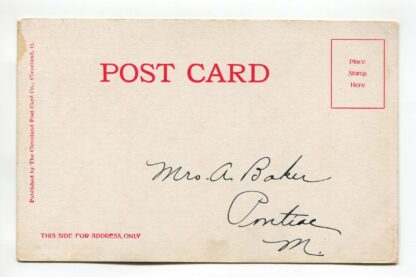 POST CARD
Place
Stamp
Here
Published by The Cleveland Post Card Co., Cleveland, O.
Mrs. A. Baker
Pontiac
M.
THIS SIDE FOR ADDRESS, ONLY